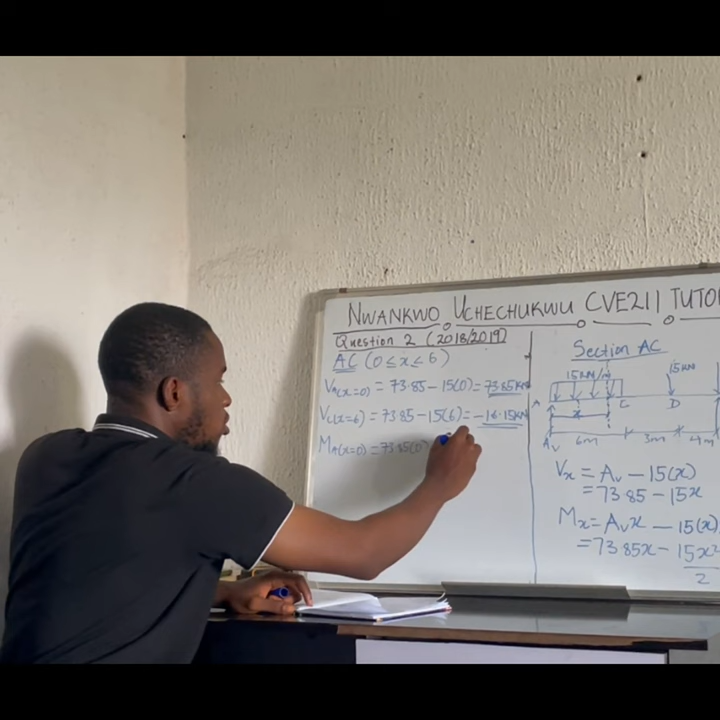 NWANKWO UCHECHUKWU CVE211 TUTOR
Question 2 (2018/2019)
AC (0 ≤ x ≤ 6)
VA(x=0) = 73.85 - 15(0) = 73.85KN
VC(x=6) = 73.85 - 15(6) = -16.15KN
MA(x=0) = 73.85(0)
Section AC
15KN/m
15KN
A
x
C
D
Av
6m
3m
4m
Vx = Av - 15(x)
= 73.85 - 15x
Mx = Avx - 15(x)
= 73.85x - 15x²
2